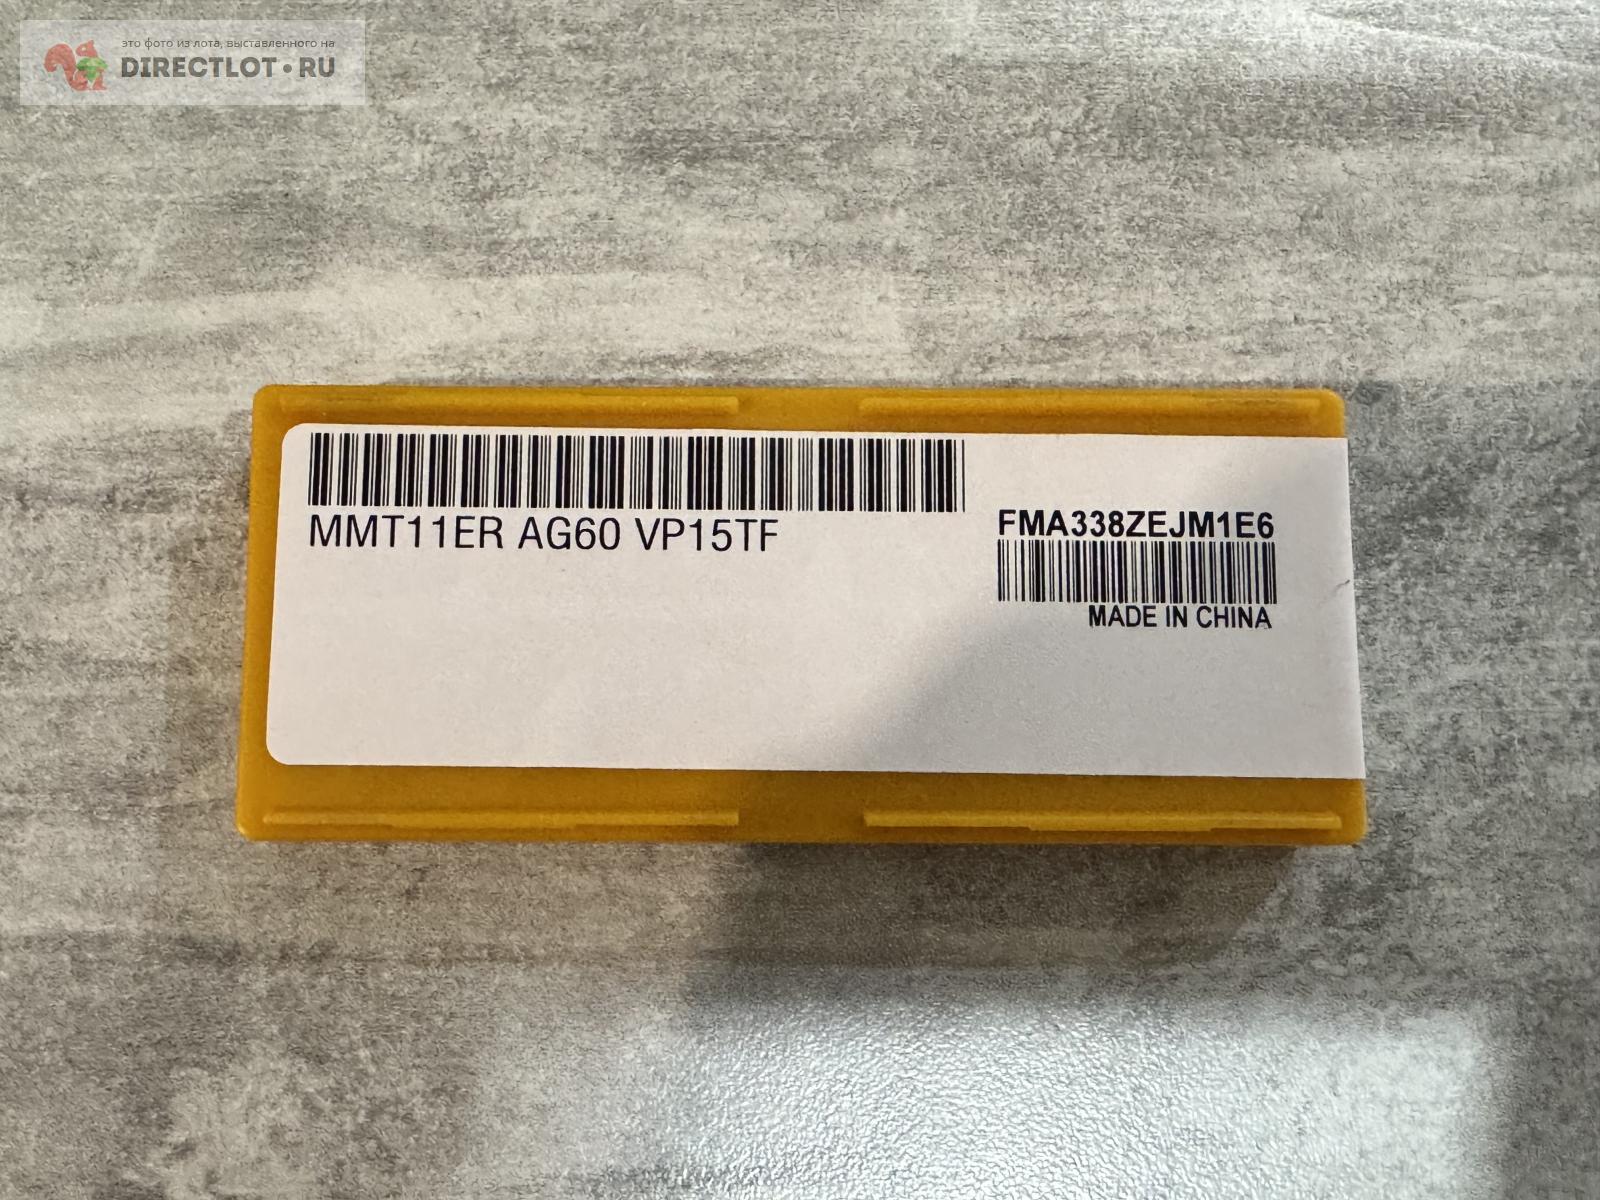 это фото из лота, выставленного на
DIRECTLOT•RU
MMT11ER AG60 VP15TF
FMA338ZEJM1E6
MADE IN CHINA